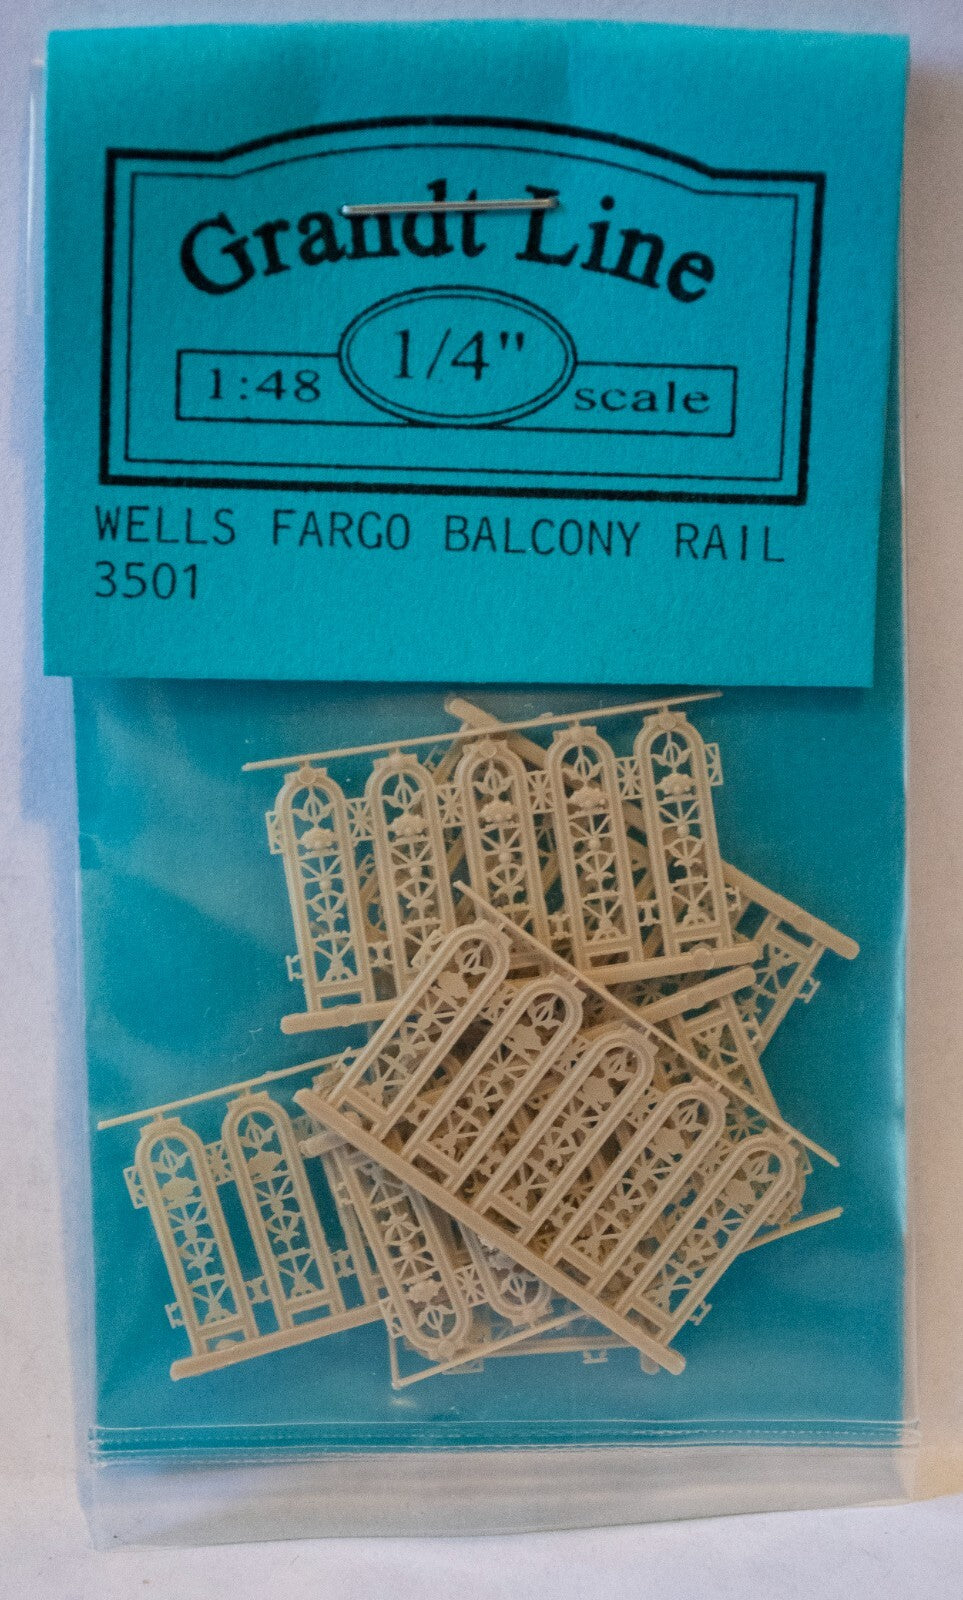 Grandt Line
1/4"
1:48 scale
WELLS FARGO BALCONY RAIL
3501